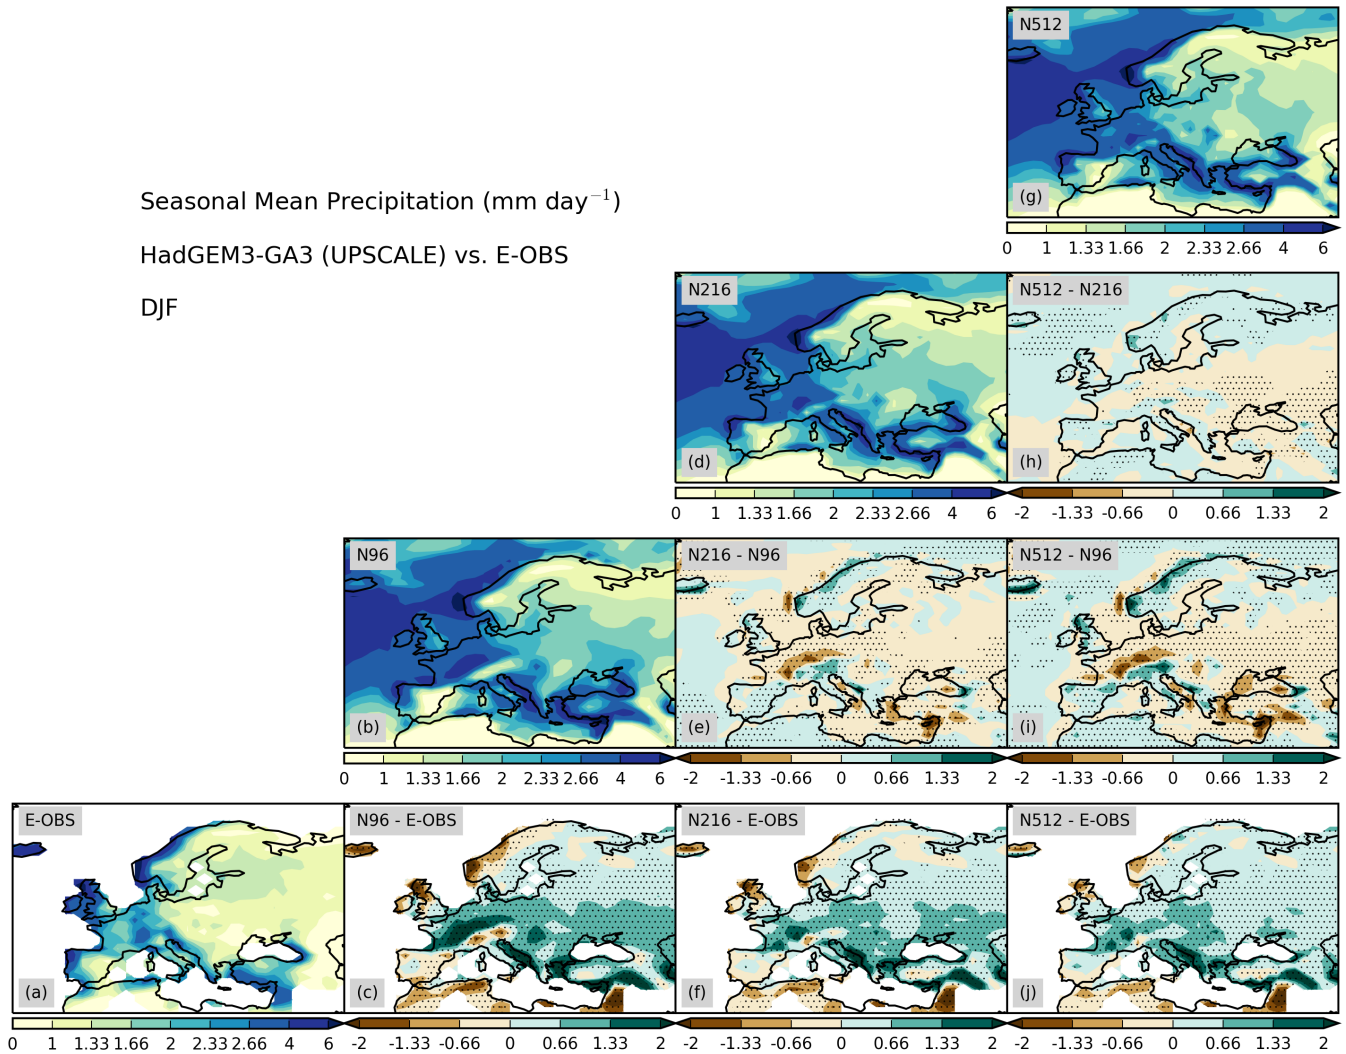 N512
(g)
0 1 1.33 1.66 2 2.33 2.66 4 6
Seasonal Mean Precipitation (mm day⁻¹)
HadGEM3-GA3 (UPSCALE) vs. E-OBS
DJF
N216 N512 - N216
(d) (h)
0 1 1.33 1.66 2 2.33 2.66 4 6 -2 -1.33 -0.66 0 0.66 1.33 2
N96 N216 - N96 N512 - N96
(b) (e) (i)
0 1 1.33 1.66 2 2.33 2.66 4 6 -2 -1.33 -0.66 0 0.66 1.33 2 -2 -1.33 -0.66 0 0.66 1.33 2
E-OBS N96 - E-OBS N216 - E-OBS N512 - E-OBS
(a) (c) (f) (j)
0 1 1.33 1.66 2 2.33 2.66 4 6 -2 -1.33 -0.66 0 0.66 1.33 2 -2 -1.33 -0.66 0 0.66 1.33 2 -2 -1.33 -0.66 0 0.66 1.33 2